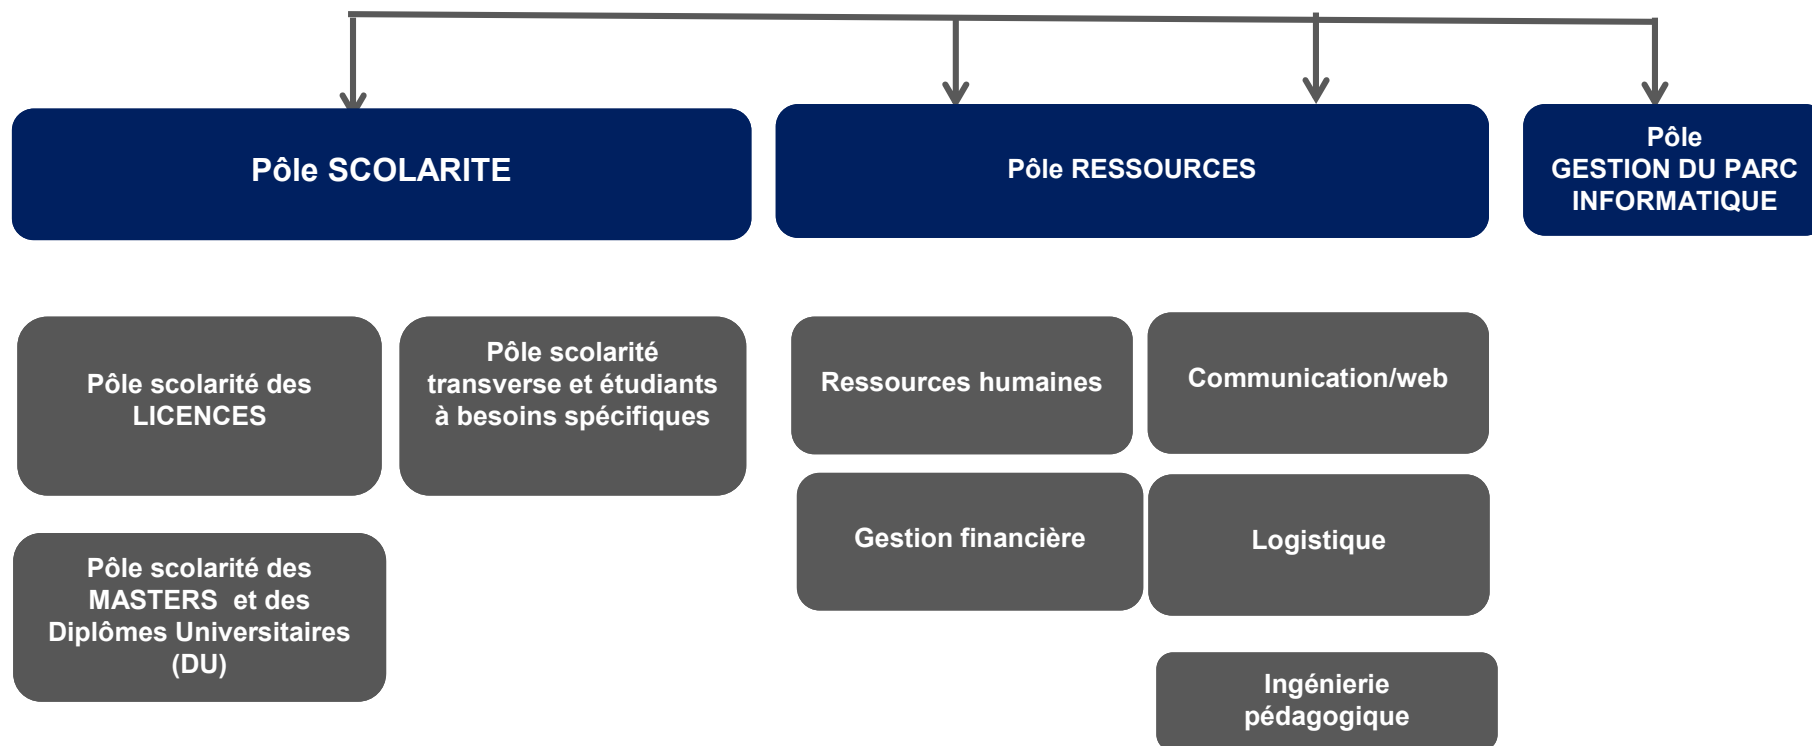 Pôle SCOLARITE
Pôle RESSOURCES
Pôle
GESTION DU PARC
INFORMATIQUE
Pôle scolarité des
LICENCES
Pôle scolarité
transverse et étudiants
à besoins spécifiques
Ressources humaines
Communication/web
Gestion financière
Logistique
Pôle scolarité des
MASTERS  et des
Diplômes Universitaires
(DU)
Ingénierie
pédagogique